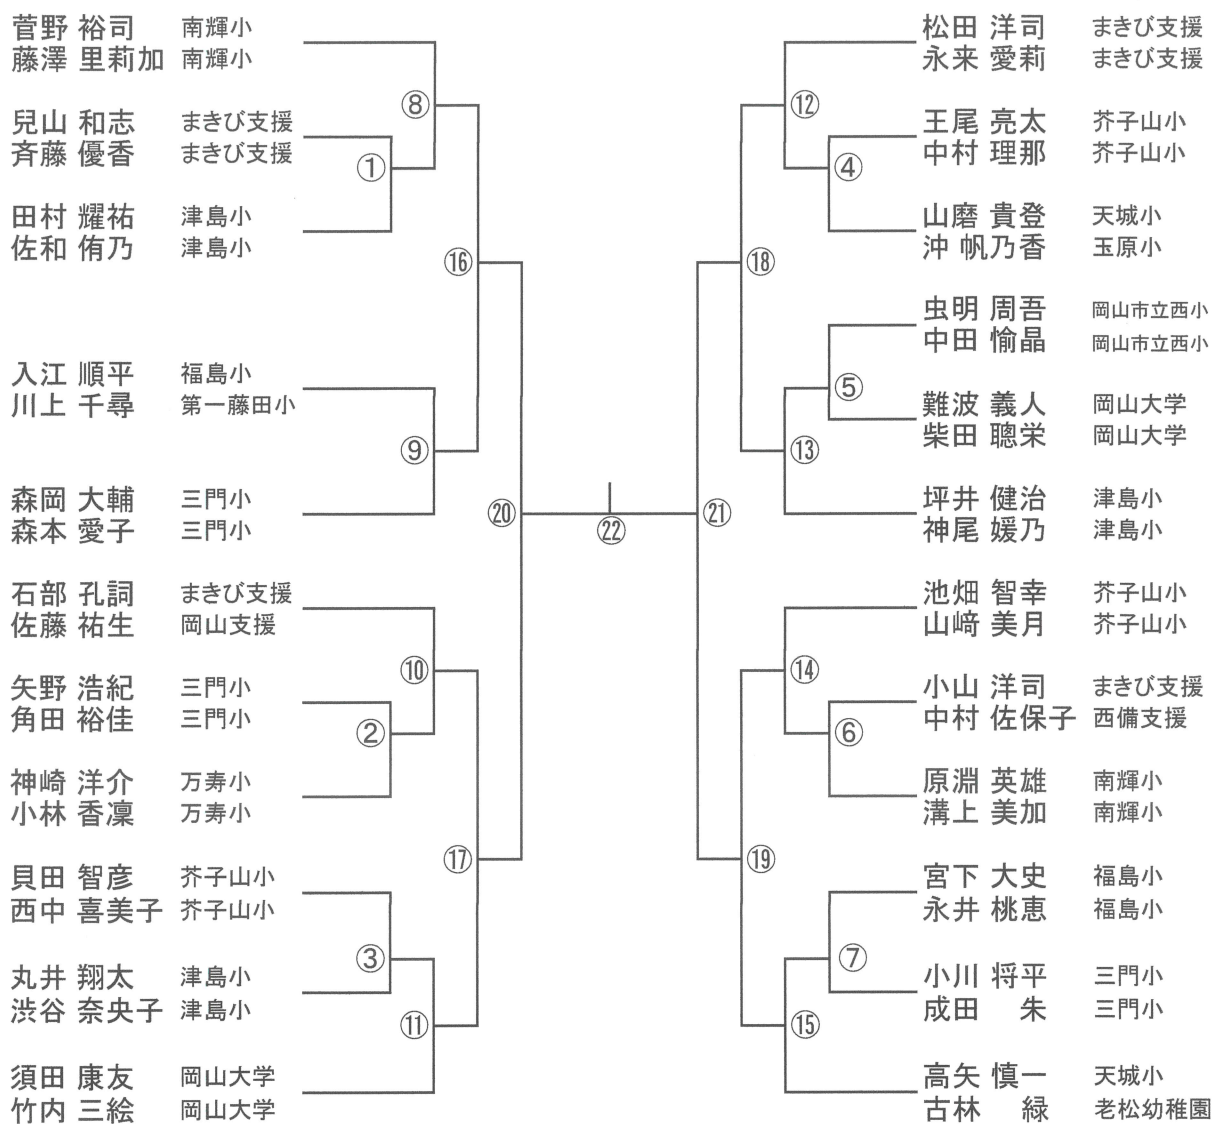 菅野 裕司 南輝小
藤澤 里莉加 南輝小
⑧
兒山 和志 まきび支援
斉藤 優香 まきび支援
①
田村 耀祐 津島小
佐和 侑乃 津島小
⑯
入江 順平 福島小
川上 千尋 第一藤田小
⑨
森岡 大輔 三門小
森本 愛子 三門小
⑳
石部 孔詞 まきび支援
佐藤 祐生 岡山支援
⑩
矢野 浩紀 三門小
角田 裕佳 三門小
②
神崎 洋介 万寿小
小林 香凜 万寿小
⑰
貝田 智彦 芥子山小
西中 喜美子 芥子山小
③
丸井 翔太 津島小
渋谷 奈央子 津島小
⑪
須田 康友 岡山大学
竹内 三絵 岡山大学
㉒
松田 洋司 まきび支援
永来 愛莉 まきび支援
⑫
王尾 亮太 芥子山小
中村 理那 芥子山小
④
山磨 貴登 天城小
沖 帆乃香 玉原小
⑱
虫明 周吾 岡山市立西小
中田 愉晶 岡山市立西小
⑤
難波 義人 岡山大学
柴田 聰栄 岡山大学
⑬
坪井 健治 津島小
神尾 媛乃 津島小
㉑
池畑 智幸 芥子山小
山﨑 美月 芥子山小
⑭
小山 洋司 まきび支援
中村 佐保子 西備支援
⑥
原淵 英雄 南輝小
溝上 美加 南輝小
⑲
宮下 大史 福島小
永井 桃恵 福島小
⑦
小川 将平 三門小
成田 朱 三門小
⑮
高矢 慎一 天城小
古林 緑 老松幼稚園